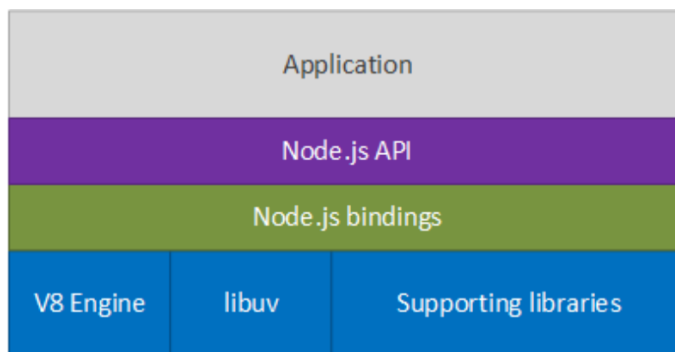 Application
Node.js API
Node.js bindings
V8 Engine
libuv
Supporting libraries